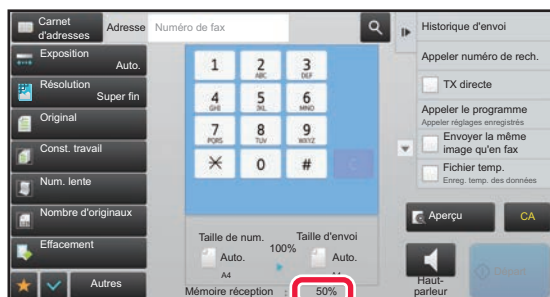 Carnet
d'adresses
Adresse
Numéro de fax
Exposition
Auto.
Résolution
Super fin
Original
Const. travail
Num. lente
Nombre d'originaux
Effacement
Autres
1
2
ABC
3
DEF
4
GHI
5
JKL
6
MNO
7
PQRS
8
TUV
9
WXYZ
0
#
C
Taille de num.
100%
Taille d'envoi
Auto.
A4
Auto.
Mémoire réception :
50%
Historique d'envoi
Appeler numéro de rech.
TX directe
Appeler le programme
Appeler réglages enregistrés
Envoyer la même
image qu'en fax
Fichier temp.
Enreg. temp. des données
Aperçu
CA
Haut-
parleur
Départ